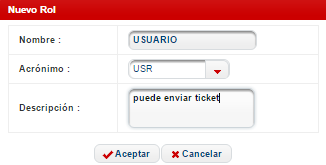 Nuevo Rol
Nombre : USUARIO
Acrónimo : USR
Descripción : puede enviar ticket
Aceptar Cancelar